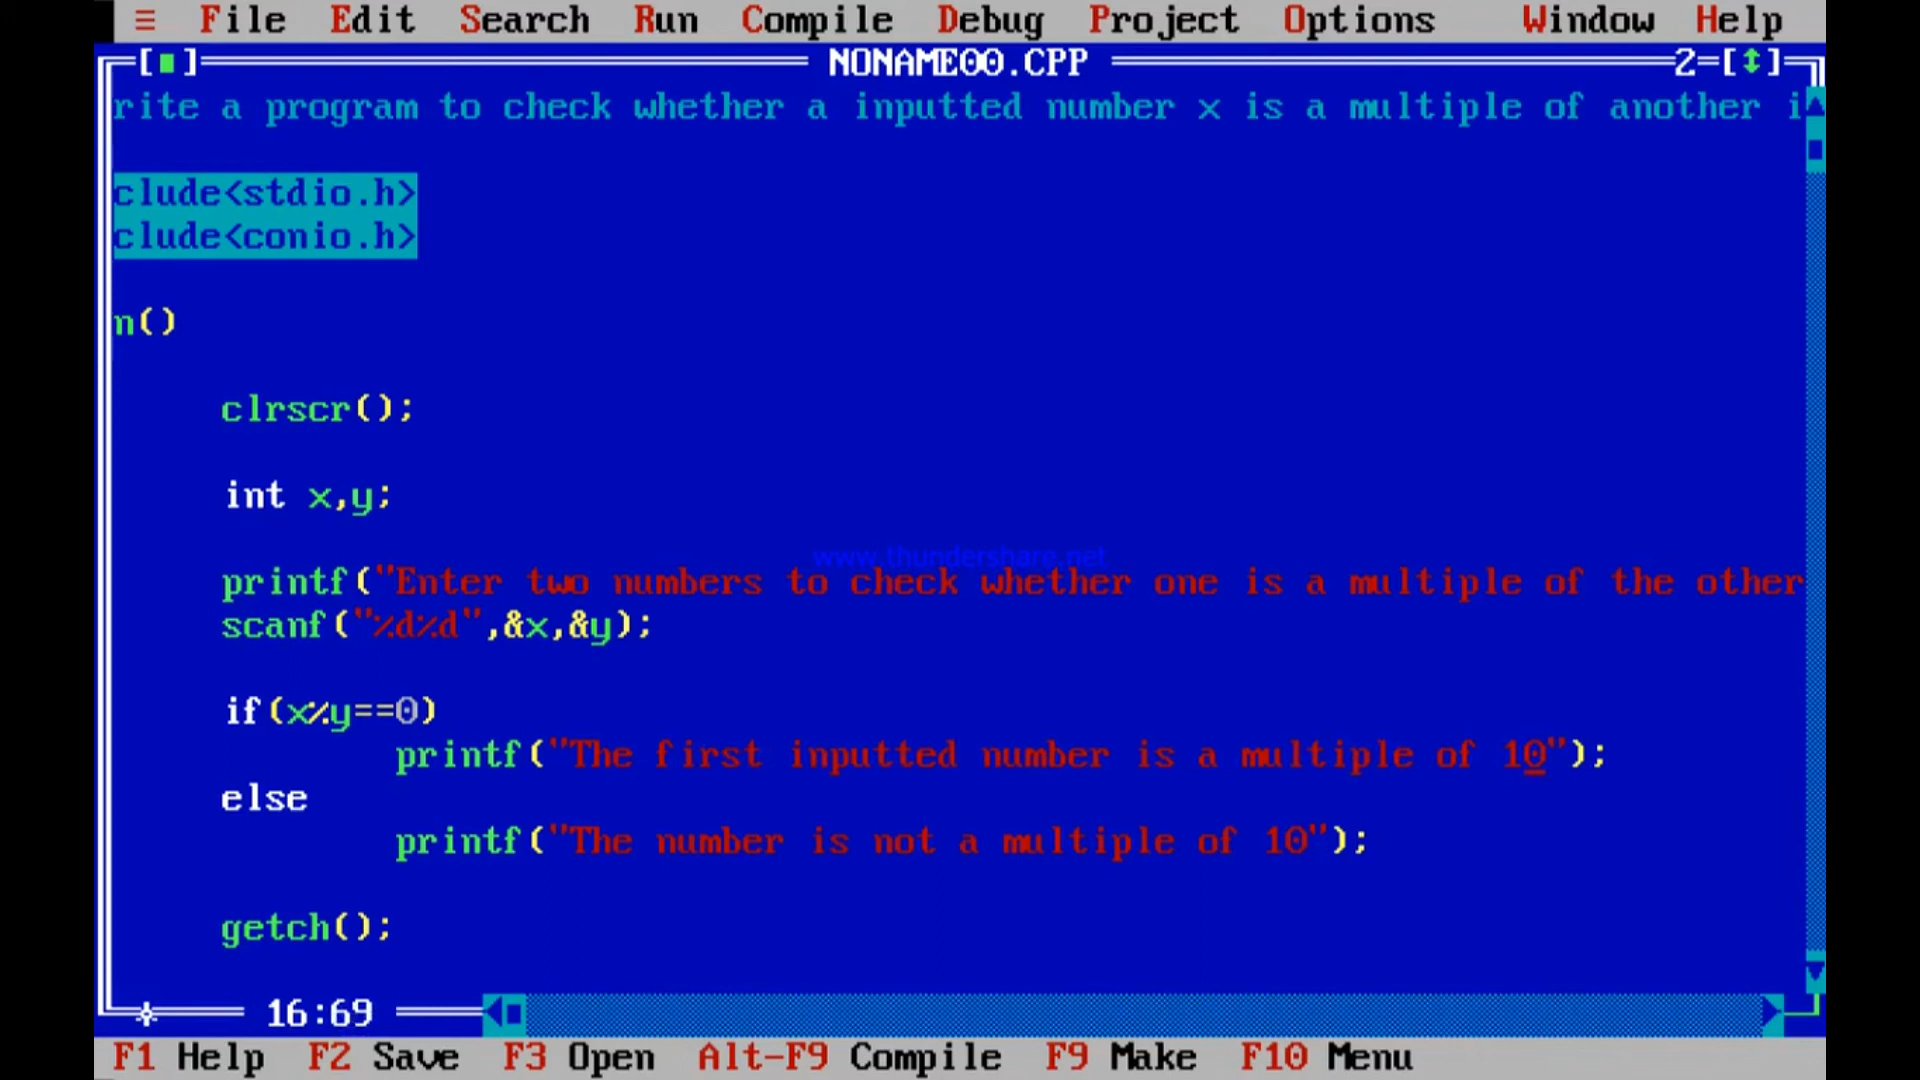 ≡ File Edit Search Run Compile Debug Project Options Window Help
[■] NONAME00.CPP 2=[↕]
rite a program to check whether a inputted number x is a multiple of another i
clude<stdio.h>
clude<conio.h>
n()
clrscr();
int x,y;
www.thundershare.net
printf("Enter two numbers to check whether one is a multiple of the other
scanf("%d%d",&x,&y);
if(x%y==0)
printf("The first inputted number is a multiple of 10");
else
printf("The number is not a multiple of 10");
getch();
16:69
F1 Help F2 Save F3 Open Alt-F9 Compile F9 Make F10 Menu